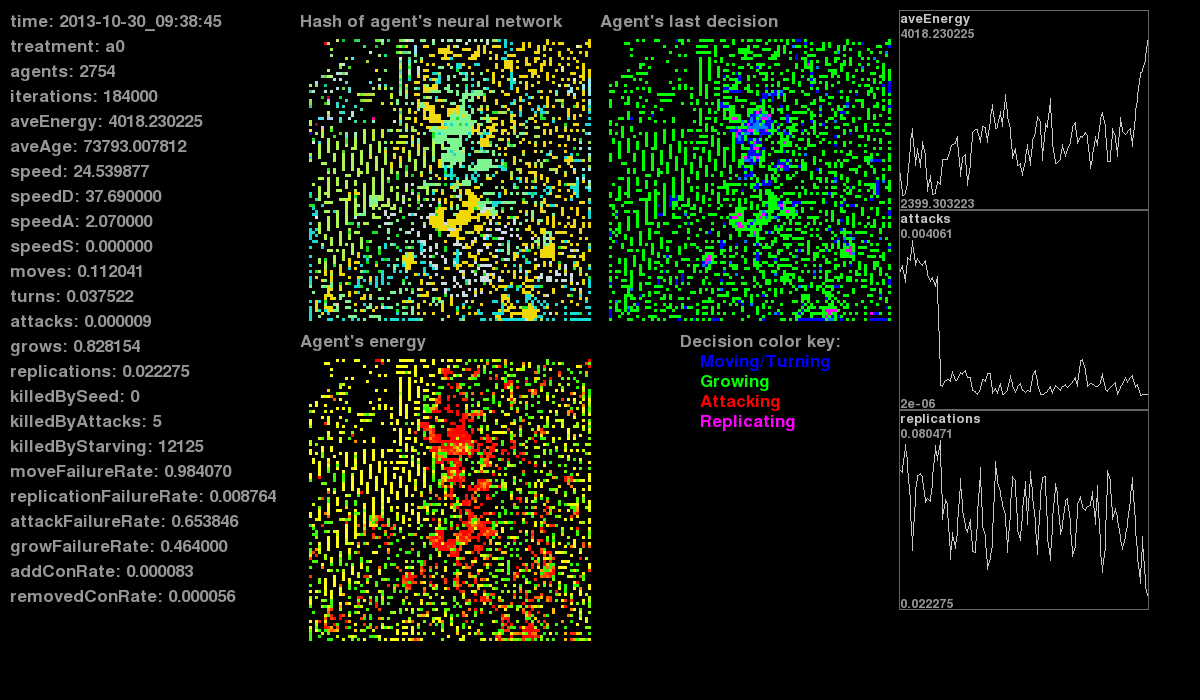 time: 2013-10-30_09:38:45
treatment: a0
agents: 2754
iterations: 184000
aveEnergy: 4018.230225
aveAge: 73793.007812
speed: 24.539877
speedD: 37.690000
speedA: 2.070000
speedS: 0.000000
moves: 0.112041
turns: 0.037522
attacks: 0.000009
grows: 0.828154
replications: 0.022275
killedBySeed: 0
killedByAttacks: 5
killedByStarving: 12125
moveFailureRate: 0.984070
replicationFailureRate: 0.008764
attackFailureRate: 0.653846
growFailureRate: 0.464000
addConRate: 0.000083
removedConRate: 0.000056
Hash of agent's neural network
Agent's last decision
Agent's energy
Decision color key:
Moving/Turning
Growing
Attacking
Replicating
aveEnergy
4018.230225
2399.303223
attacks
0.004061
2e-06
replications
0.080471
0.022275